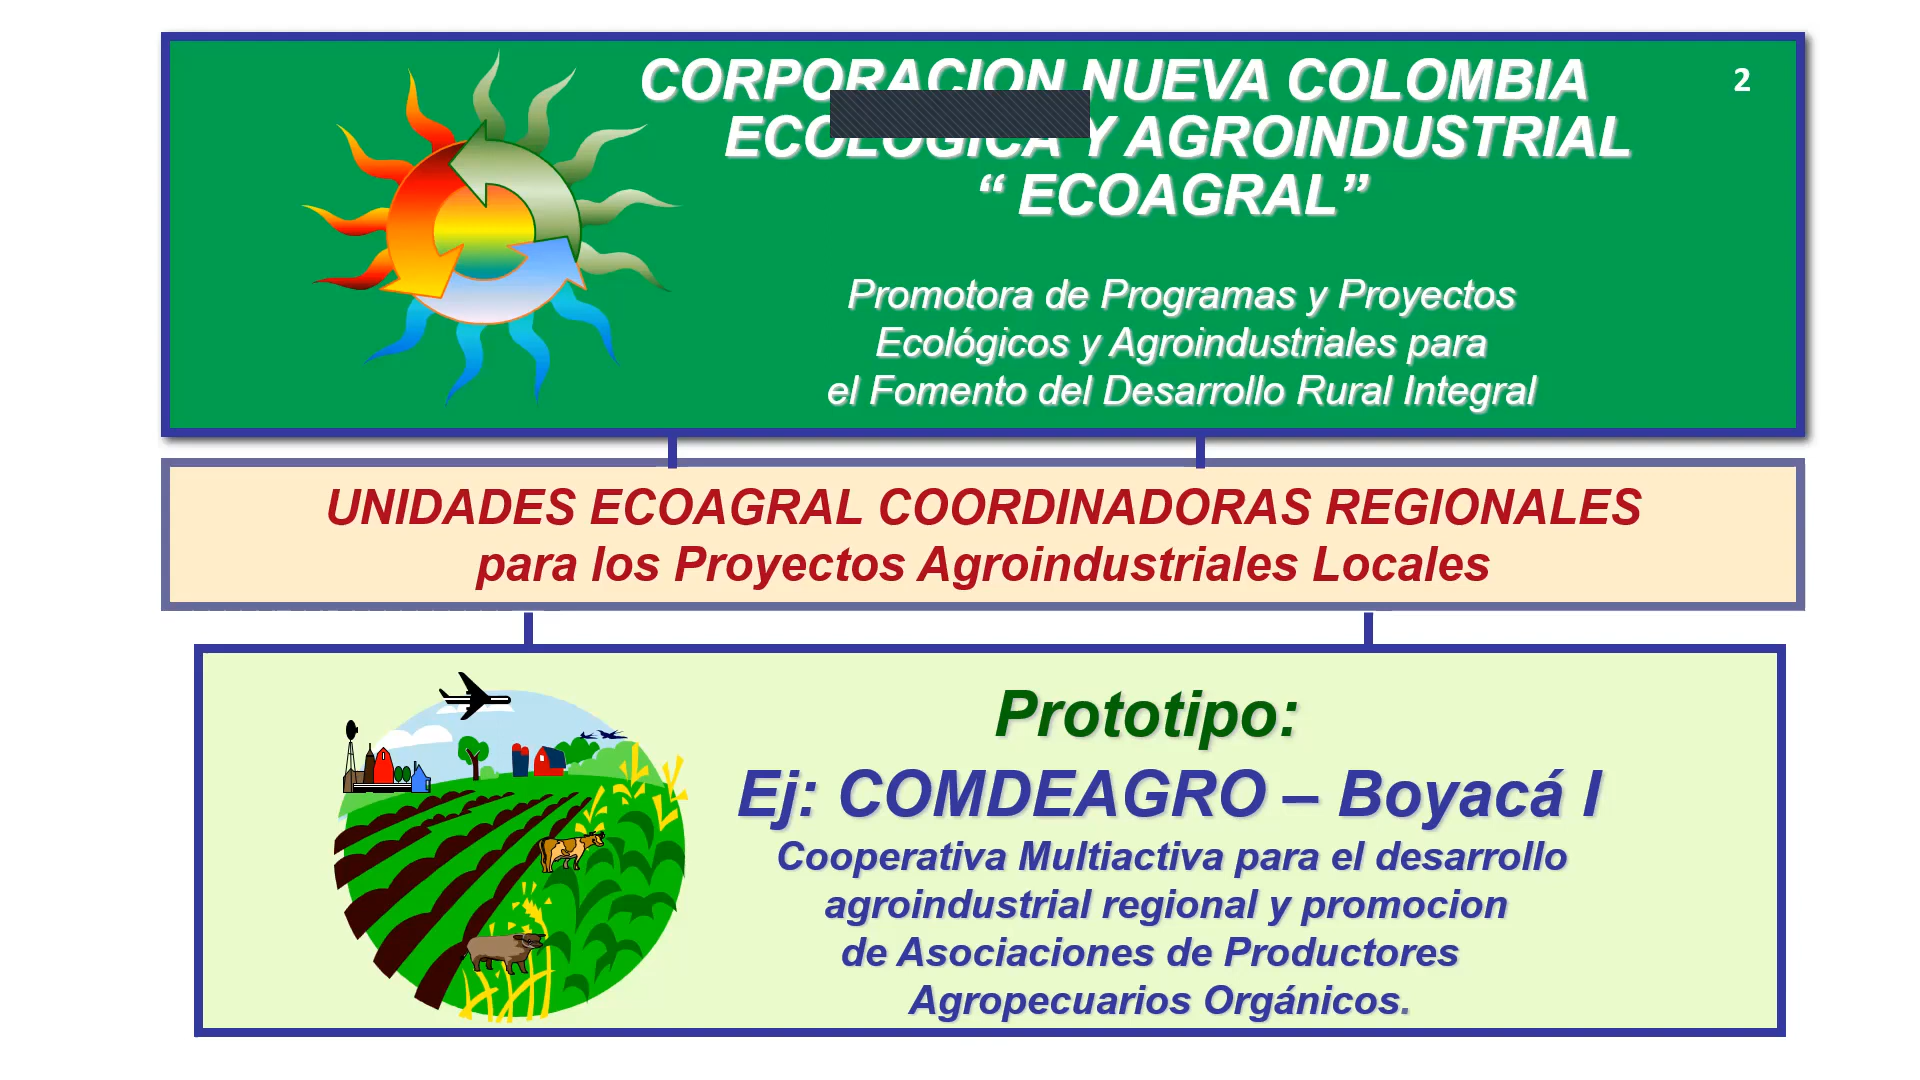 CORPORACION NUEVA COLOMBIA
2
ECOLOGICA Y AGROINDUSTRIAL
“ ECOAGRAL”
Promotora de Programas y Proyectos
Ecológicos y Agroindustriales para
el Fomento del Desarrollo Rural Integral
UNIDADES ECOAGRAL COORDINADORAS REGIONALES
para los Proyectos Agroindustriales Locales
Prototipo:
Ej: COMDEAGRO – Boyacá I
Cooperativa Multiactiva para el desarrollo
agroindustrial regional y promocion
de Asociaciones de Productores
Agropecuarios Orgánicos.